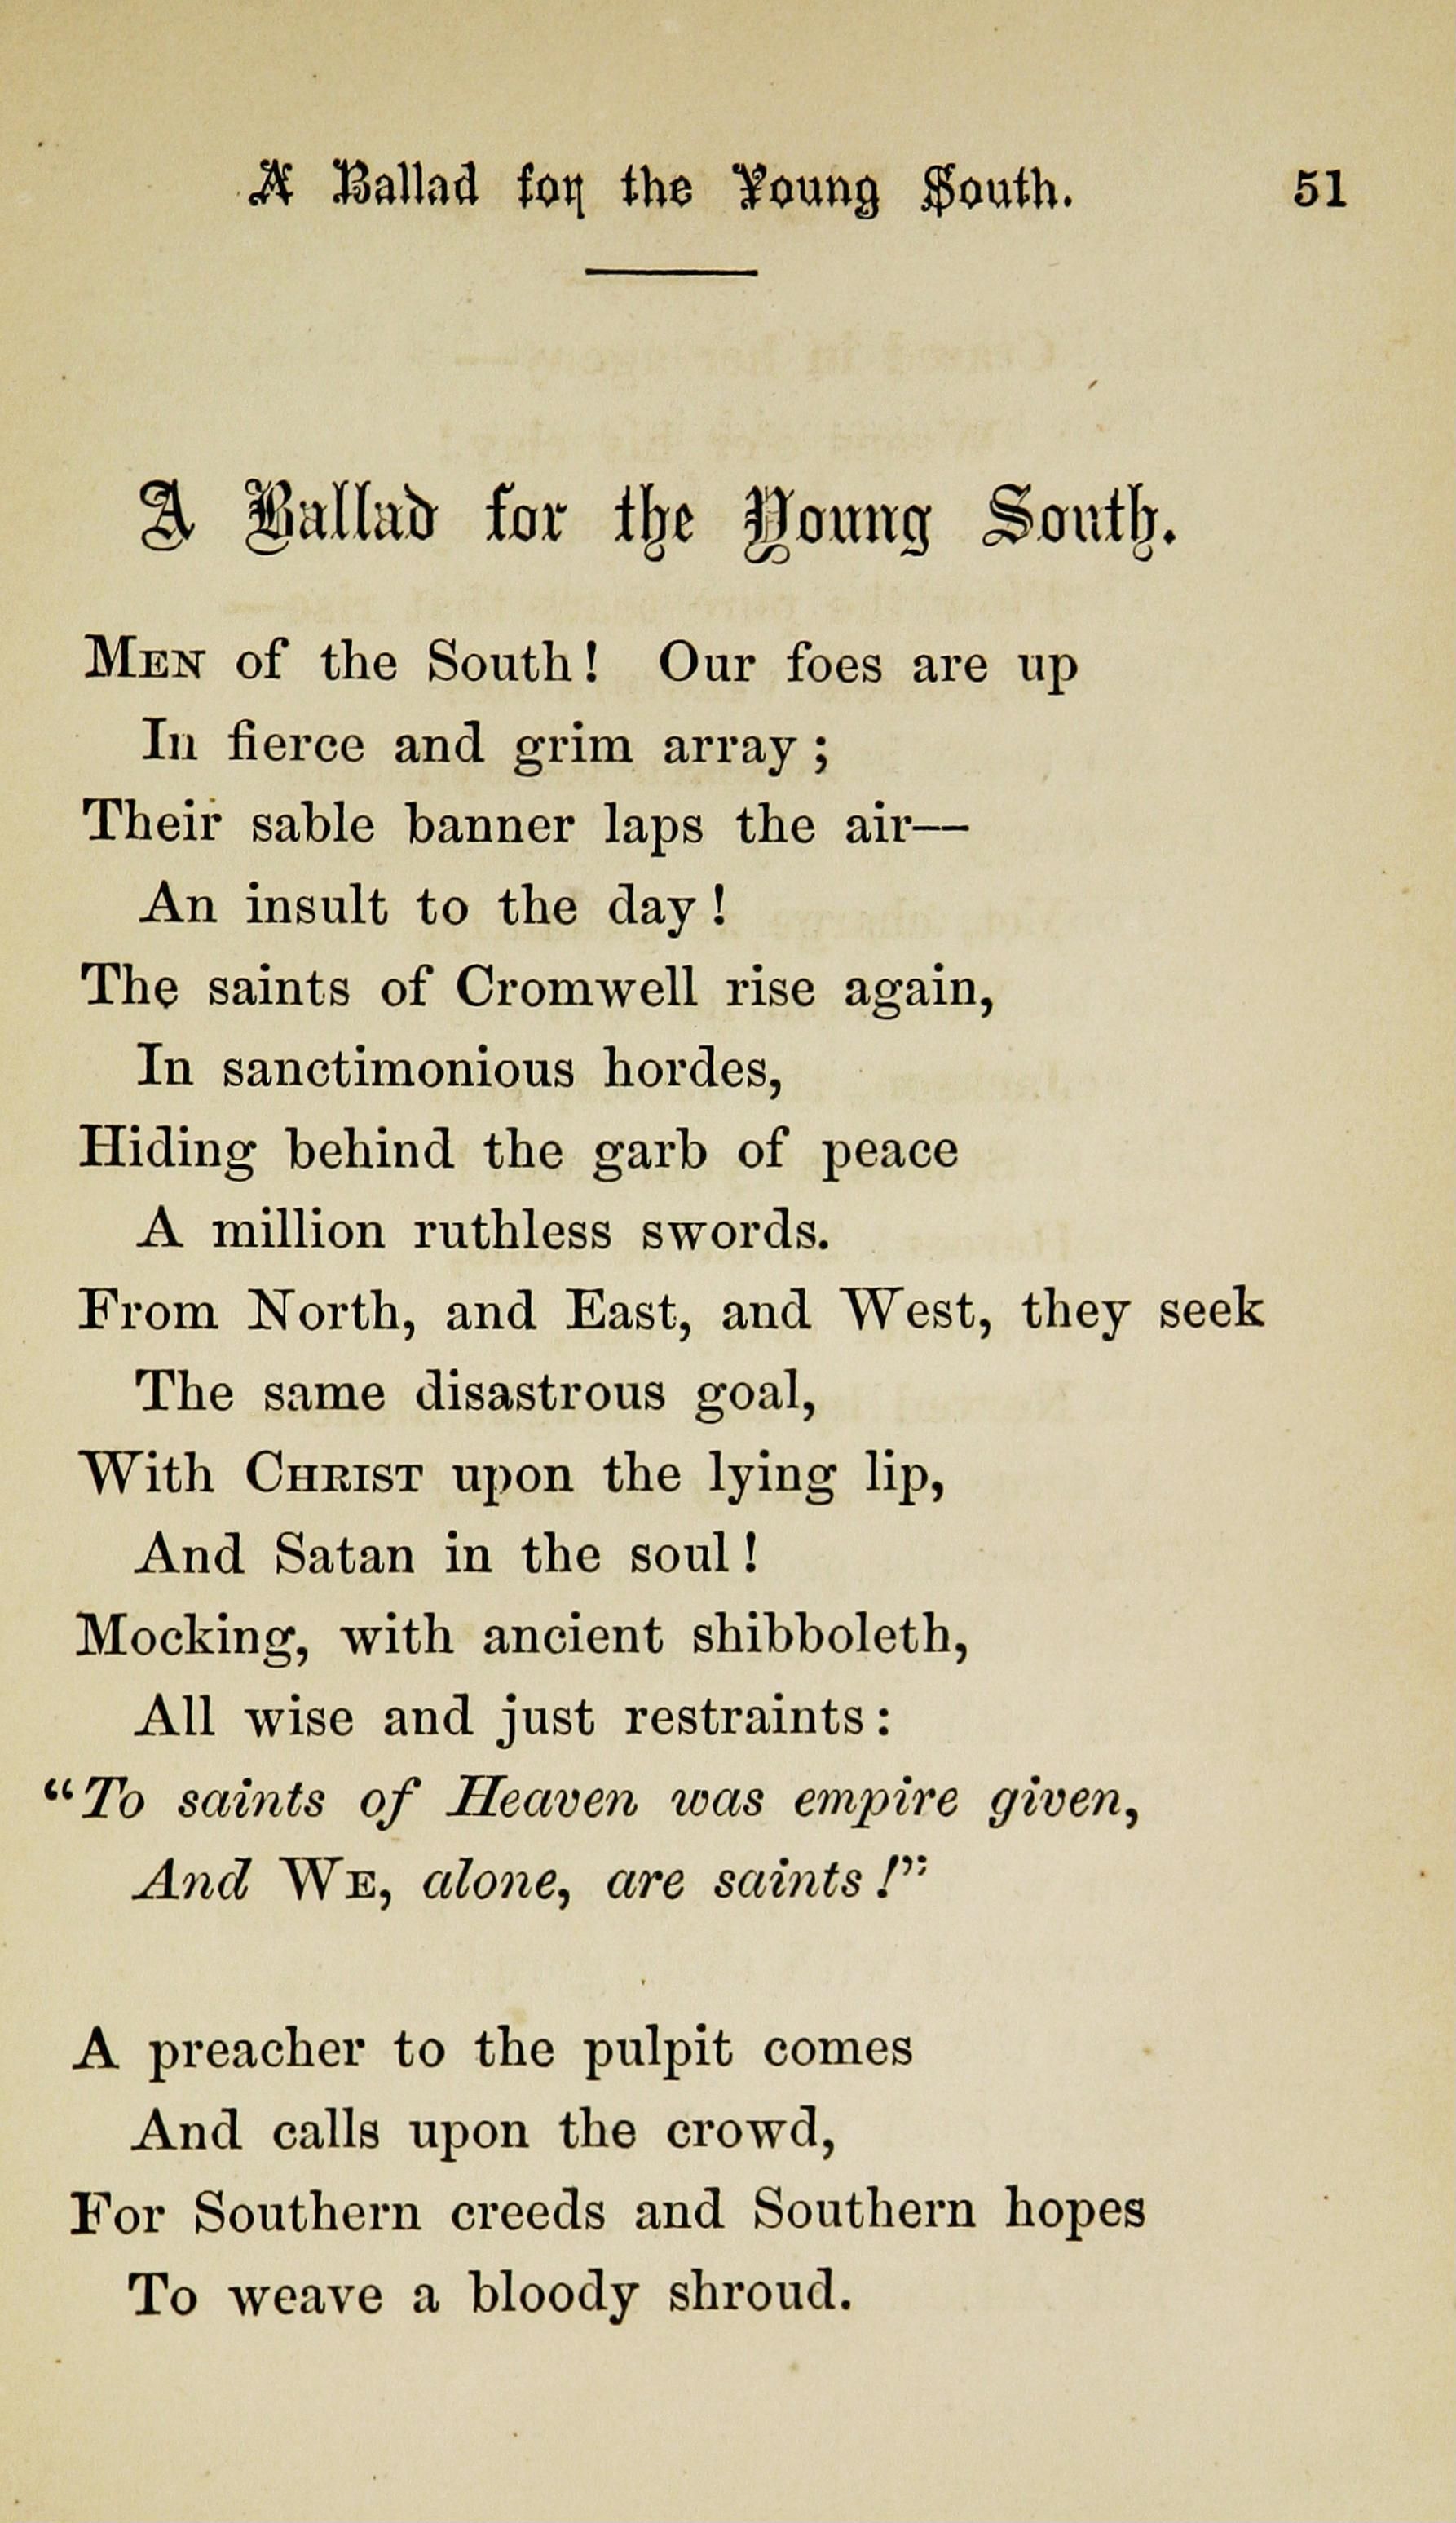 A Ballad for the Young South. 51
A Ballad for the Young South.
MEN of the South! Our foes are up
In fierce and grim array;
Their sable banner laps the air—
An insult to the day!
The saints of Cromwell rise again,
In sanctimonious hordes,
Hiding behind the garb of peace
A million ruthless swords.
From North, and East, and West, they seek
The same disastrous goal,
With CHRIST upon the lying lip,
And Satan in the soul!
Mocking, with ancient shibboleth,
All wise and just restraints:
“To saints of Heaven was empire given,
And WE, alone, are saints!”
A preacher to the pulpit comes
And calls upon the crowd,
For Southern creeds and Southern hopes
To weave a bloody shroud.